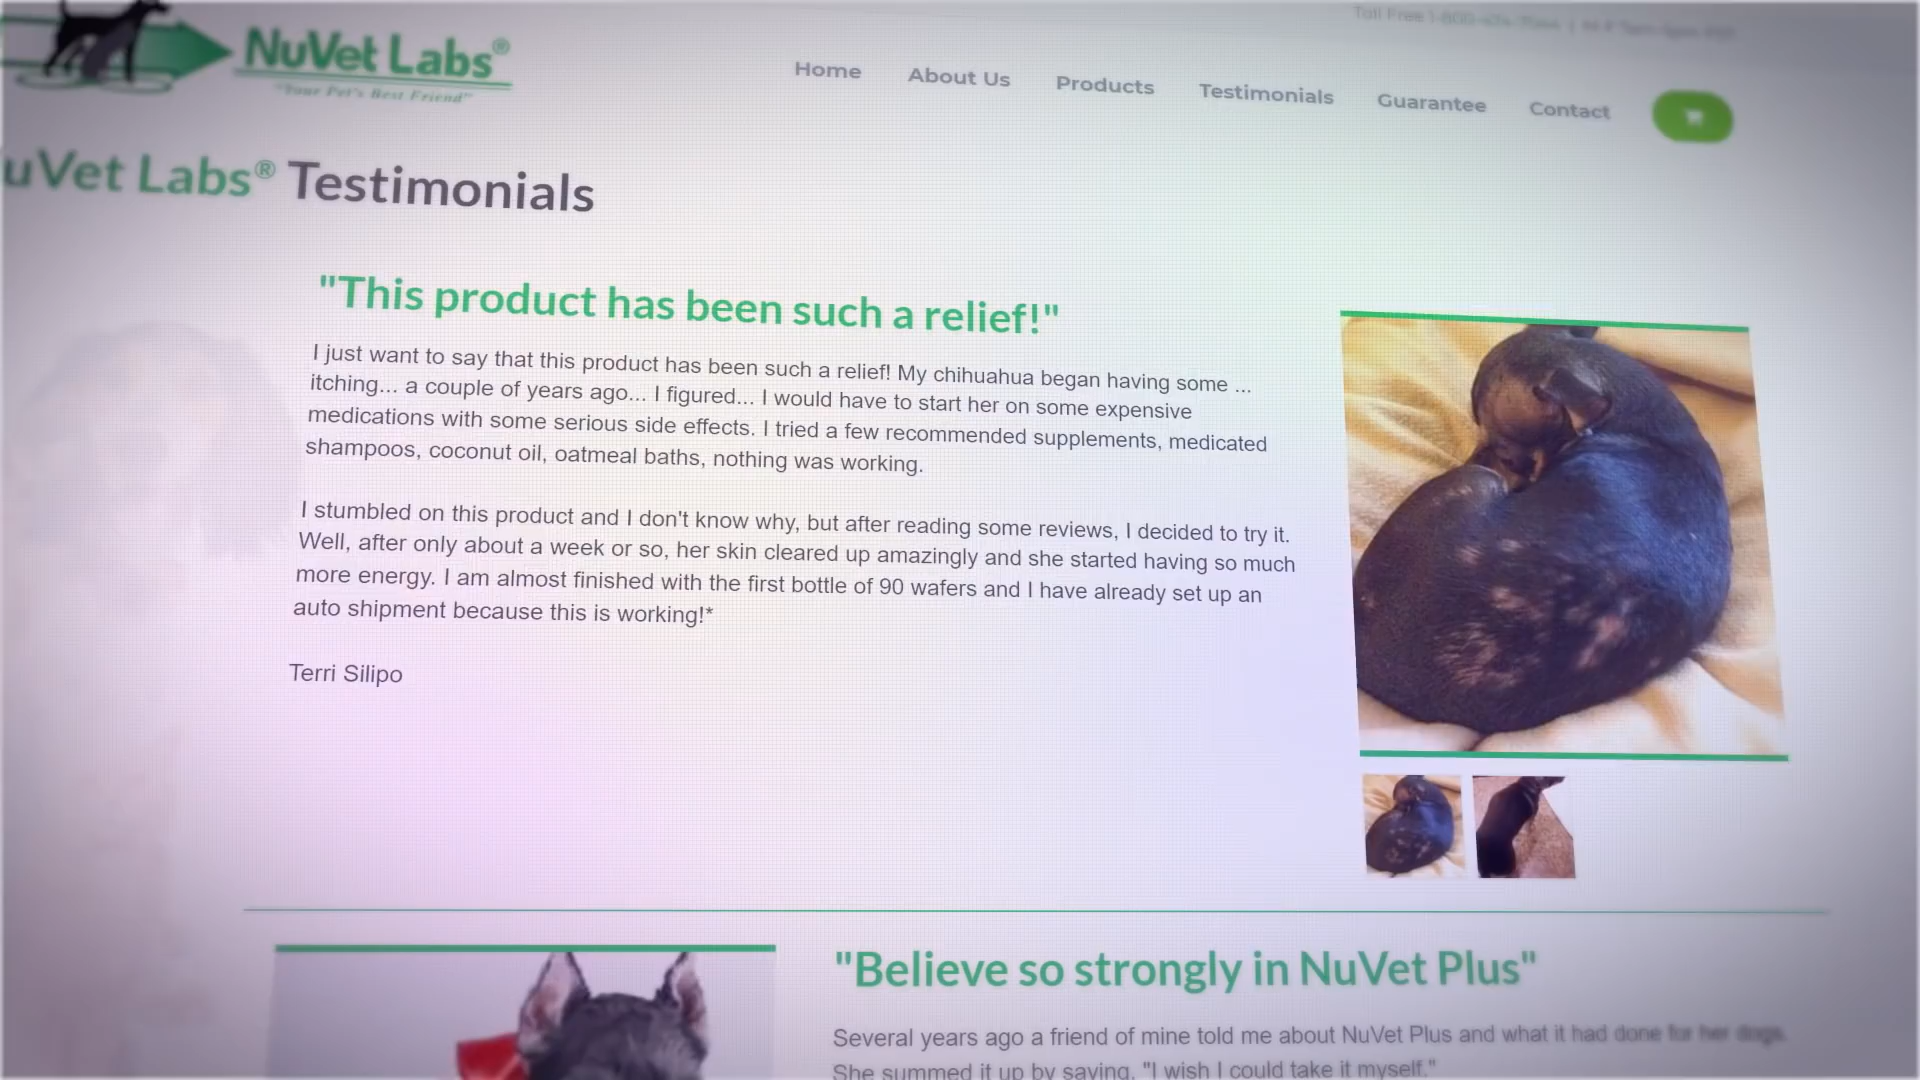 Toll Free 1-800-
NuVet Labs®
"Your Pet's Best Friend"
Home About Us Products Testimonials Guarantee Contact
uVet Labs® Testimonials
"This product has been such a relief!"
I just want to say that this product has been such a relief! My chihuahua began having some ...
itching... a couple of years ago... I figured... I would have to start her on some expensive
medications with some serious side effects. I tried a few recommended supplements, medicated
shampoos, coconut oil, oatmeal baths, nothing was working.
I stumbled on this product and I don't know why, but after reading some reviews, I decided to try it.
Well, after only about a week or so, her skin cleared up amazingly and she started having so much
more energy. I am almost finished with the first bottle of 90 wafers and I have already set up an
auto shipment because this is working!*
Terri Silipo
"Believe so strongly in NuVet Plus"
Several years ago a friend of mine told me about NuVet Plus and what it had done for her dogs.
She summed it up by saying, "I wish I could take it myself."